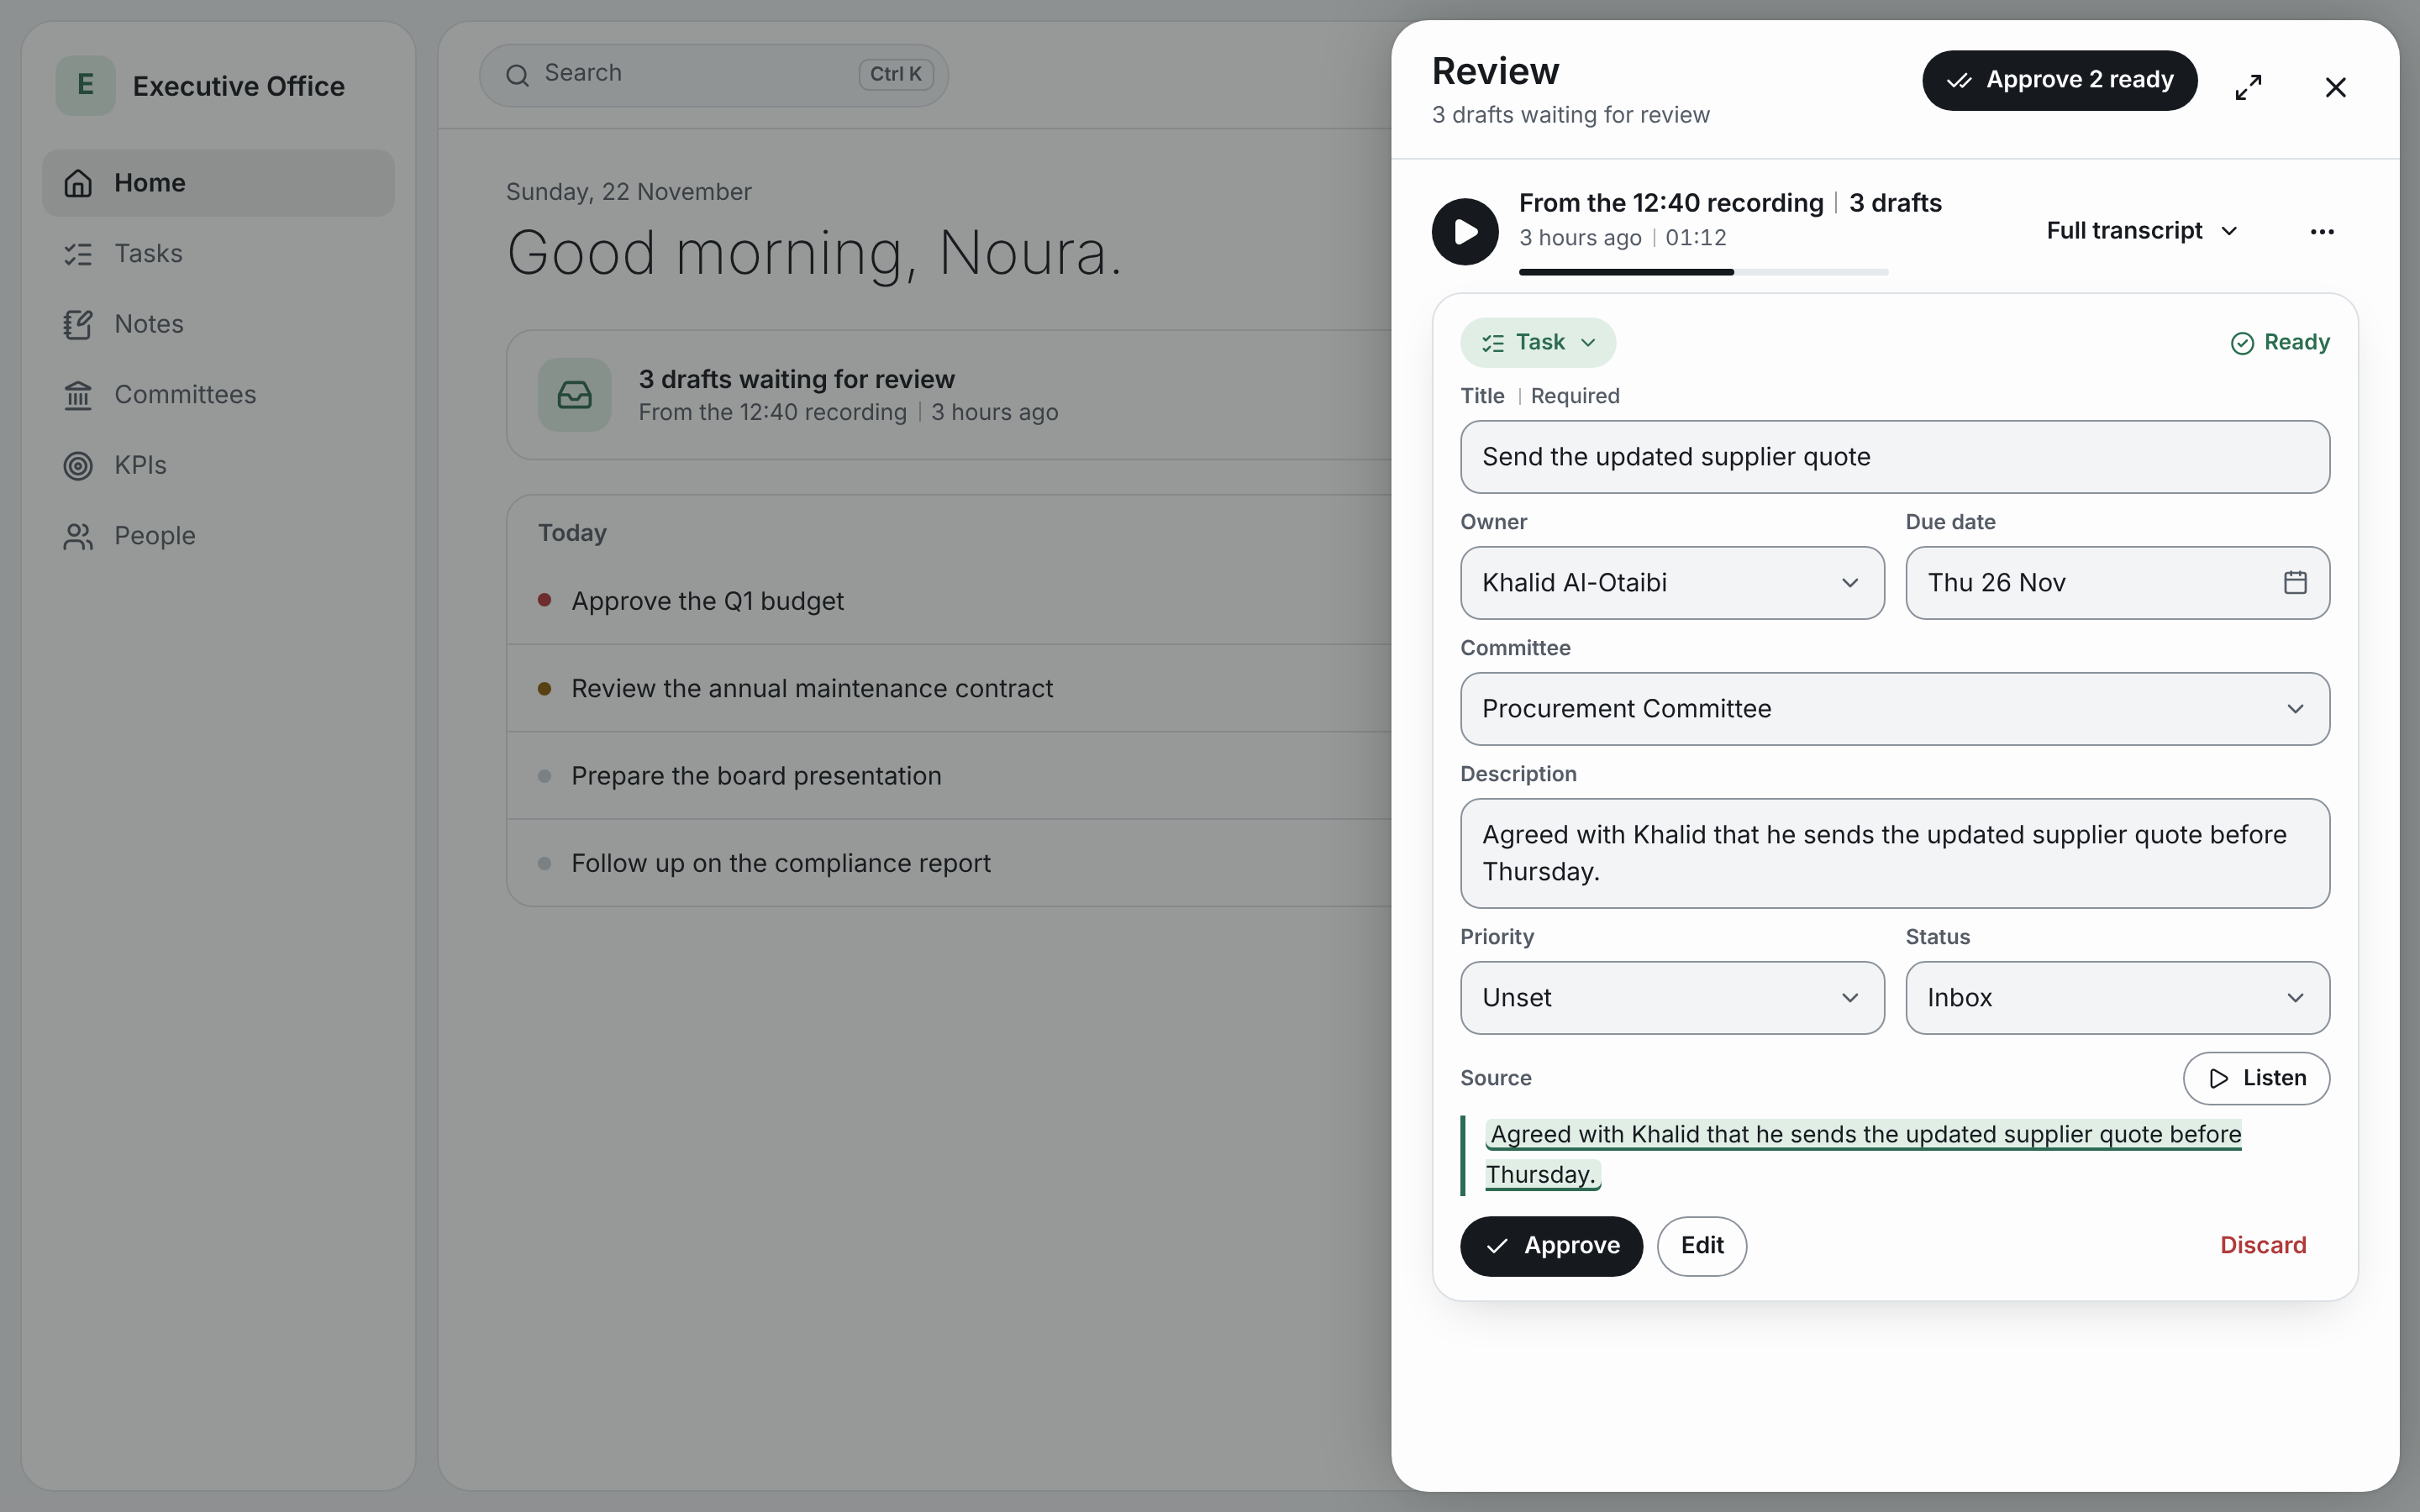 E Executive Office
Home
Tasks
Notes
Committees
KPIs
People
Search Ctrl K
Sunday, 22 November
Good morning, Noura.
3 drafts waiting for review
From the 12:40 recording | 3 hours ago
Today
Approve the Q1 budget
Review the annual maintenance contract
Prepare the board presentation
Follow up on the compliance report
Review
3 drafts waiting for review
Approve 2 ready
From the 12:40 recording | 3 drafts
3 hours ago | 01:12
Full transcript
Task
Ready
Title | Required
Send the updated supplier quote
Owner
Khalid Al-Otaibi
Due date
Thu 26 Nov
Committee
Procurement Committee
Description
Agreed with Khalid that he sends the updated supplier quote before
Thursday.
Priority
Unset
Status
Inbox
Source
Listen
Agreed with Khalid that he sends the updated supplier quote before
Thursday.
Approve
Edit
Discard